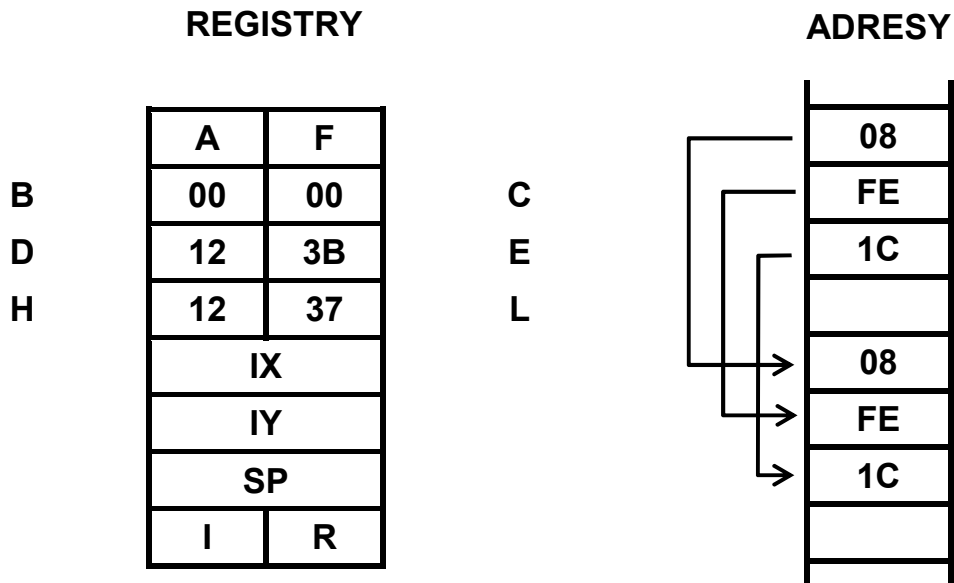 REGISTRY ADRESY
A F 08
B 00 00 C FE
D 12 3B E 1C
H 12 37 L
IX 08
IY FE
SP 1C
I R